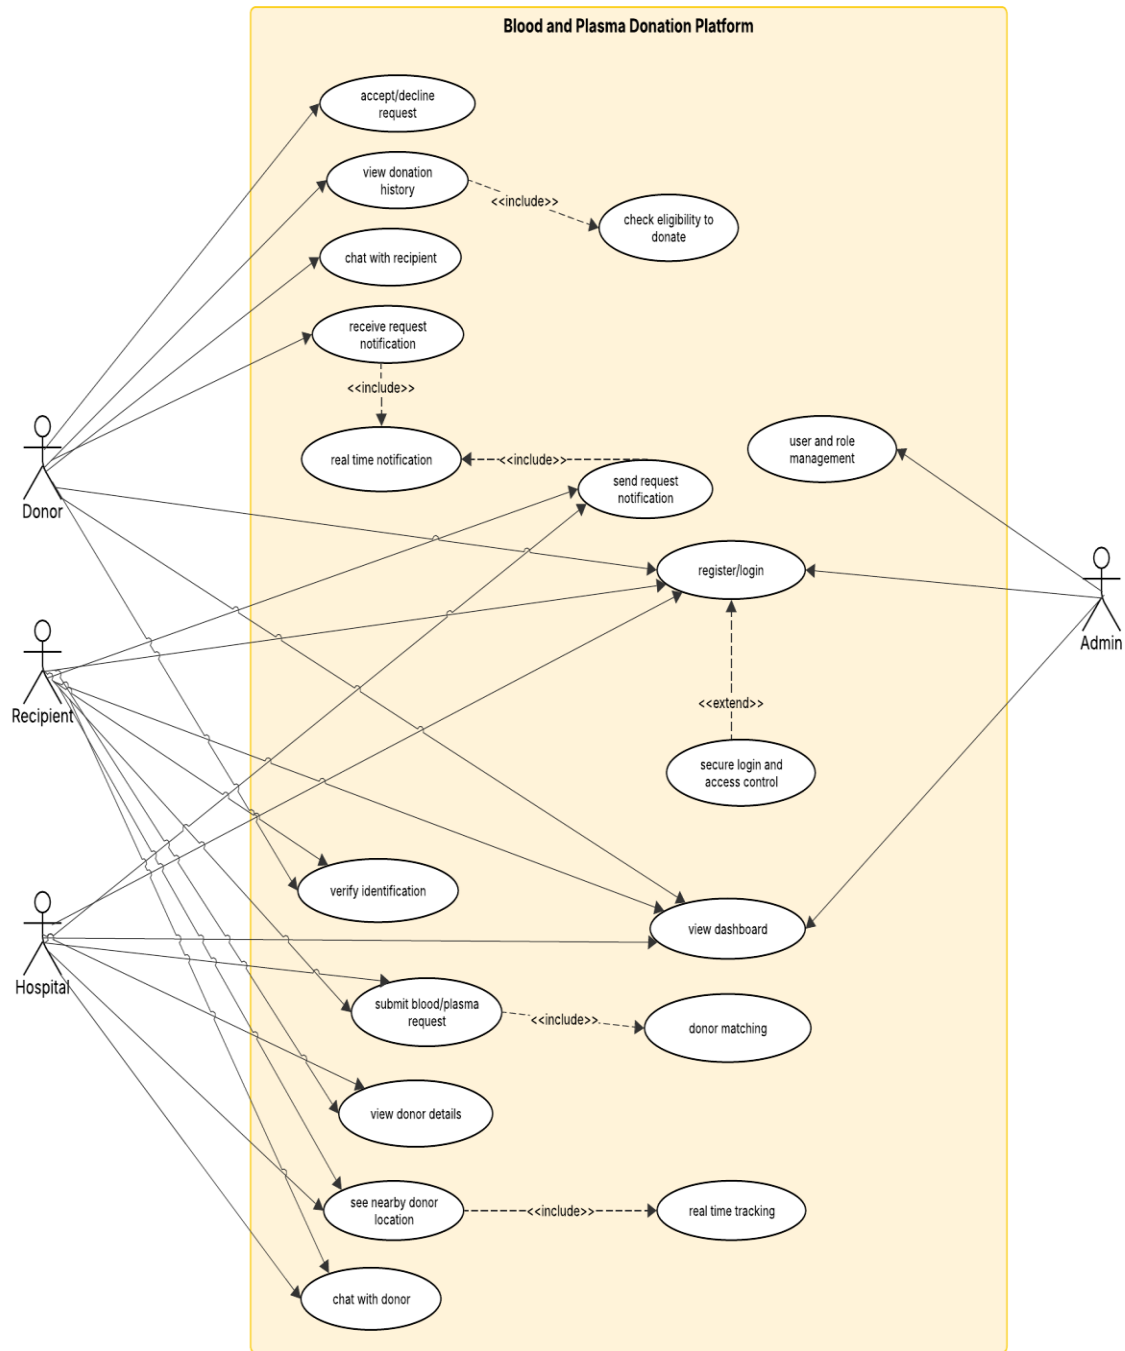 Blood and Plasma Donation Platform
accept/decline
request
view donation
history
<<include>>
check eligibility to
donate
chat with recipient
receive request
notification
<<include>>
real time notification
<<include>>
send request
notification
user and role
management
Donor
register/login
Admin
Recipient
<<extend>>
secure login and
access control
verify identification
view dashboard
Hospital
submit blood/plasma
request
<<include>>
donor matching
view donor details
see nearby donor
location
<<include>>
real time tracking
chat with donor